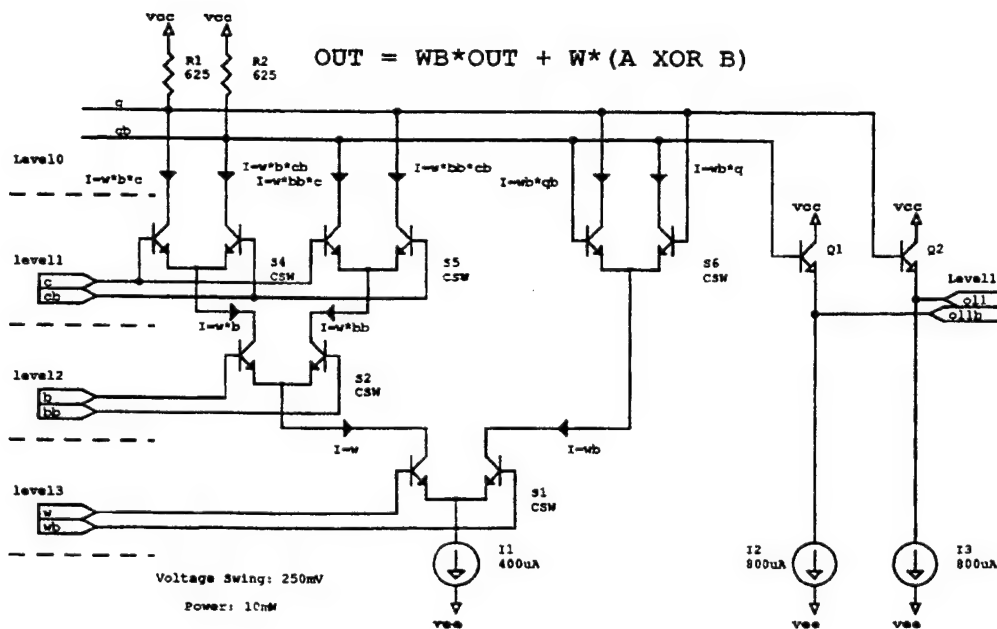 OUT = WB*OUT + W*(A XOR B)
vcc
vcc
R1
625
R2
625
q
qb
Level0
I=w*b*c
I=w*b*cb
I=w*bb*c
I=w*bb*cb
I=wb*qb
I=wb*q
vcc
vcc
Q1
Q2
S4
CSW
S5
CSW
S6
CSW
level1
c
cb
Level1
ol1
ol1b
I=w*b
I=w*bb
level2
b
bb
S2
CSW
I=w
I=wb
level3
w
wb
S1
CSW
I1
400uA
I2
800uA
I3
800uA
Voltage Swing: 250mV
Power: 10mW
vee
vee
vee